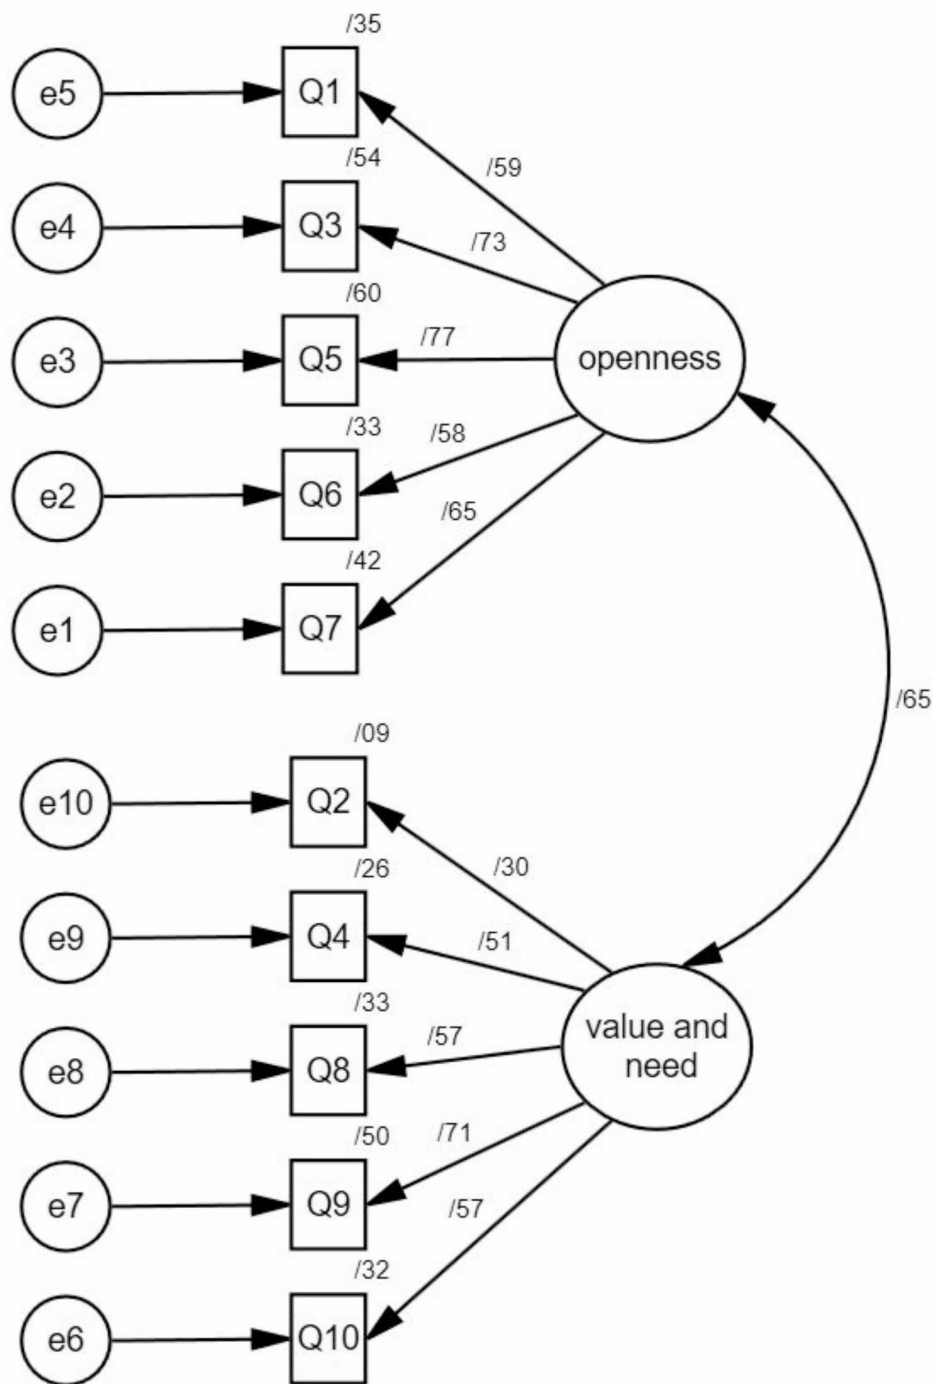 /35
e5
Q1
/59
/54
e4
Q3
/73
/60
e3
Q5
/77
openness
/33
e2
Q6
/58
/42
e1
Q7
/65
/65
/09
e10
Q2
/30
/26
e9
Q4
/51
/33
e8
Q8
/57
value and
need
/50
e7
Q9
/71
/32
e6
Q10
/57